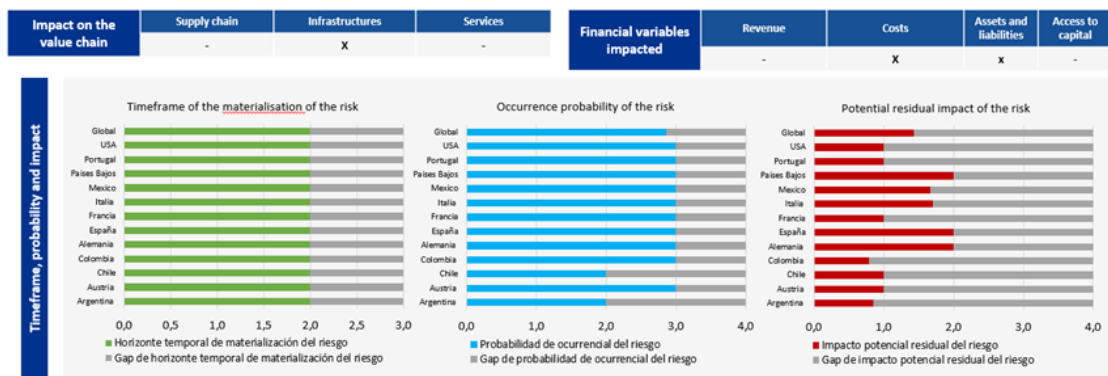 Impact on the value chain
Supply chain Infrastructures Services
- X -
Financial variables impacted
Revenue Costs Assets and liabilities Access to capital
- X x -
Timeframe, probability and impact
Timeframe of the materialisation of the risk
Global
USA
Portugal
Países Bajos
Mexico
Italia
Francia
España
Alemania
Colombia
Chile
Austria
Argentina
0,0 0,5 1,0 1,5 2,0 2,5 3,0
Horizonte temporal de materialización del riesgo
Gap de horizonte temporal de materialización del riesgo
Occurrence probability of the risk
Global
USA
Portugal
Países Bajos
Mexico
Italia
Francia
España
Alemania
Colombia
Chile
Austria
Argentina
0,0 1,0 2,0 3,0 4,0
Probabilidad de ocurrencial del riesgo
Gap de probabilidad de ocurrencial del riesgo
Potential residual impact of the risk
Global
USA
Portugal
Países Bajos
Mexico
Italia
Francia
España
Alemania
Colombia
Chile
Austria
Argentina
0,0 1,0 2,0 3,0 4,0
Impacto potencial residual del riesgo
Gap de impacto potencial residual del riesgo